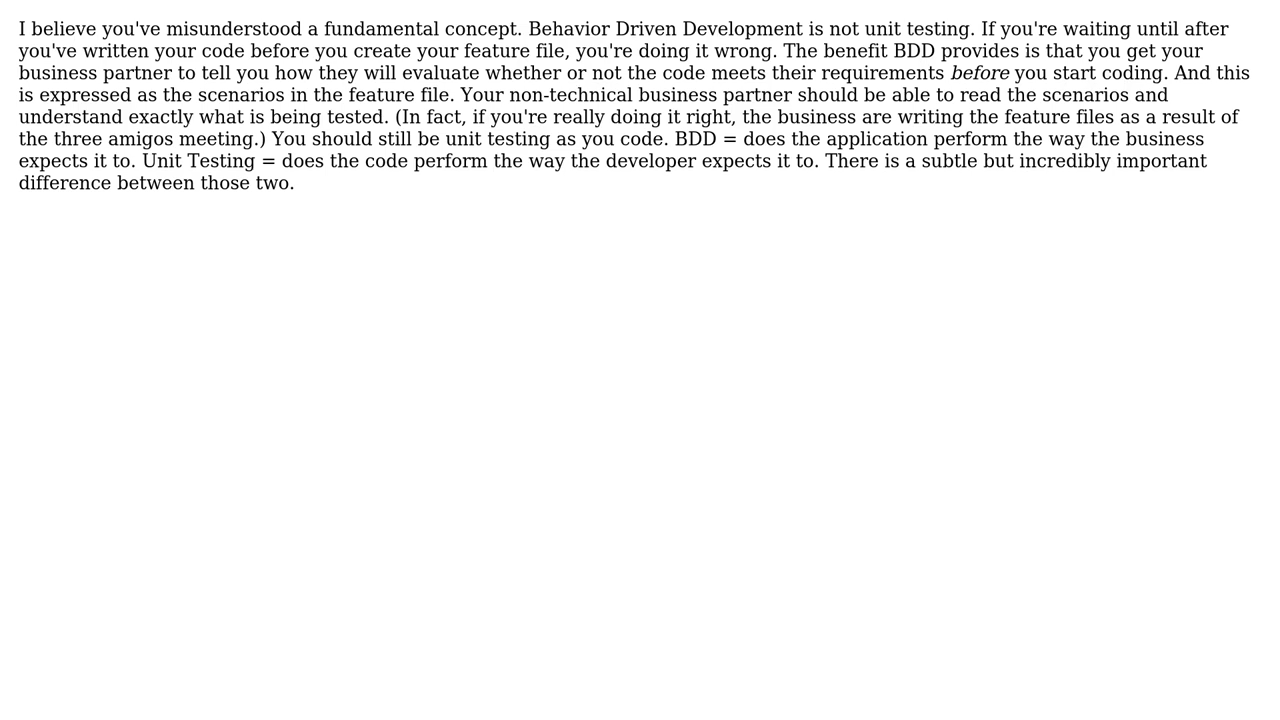 I believe you've misunderstood a fundamental concept. Behavior Driven Development is not unit testing. If you're waiting until after
you've written your code before you create your feature file, you're doing it wrong. The benefit BDD provides is that you get your
business partner to tell you how they will evaluate whether or not the code meets their requirements before you start coding. And this
is expressed as the scenarios in the feature file. Your non-technical business partner should be able to read the scenarios and
understand exactly what is being tested. (In fact, if you're really doing it right, the business are writing the feature files as a result of
the three amigos meeting.) You should still be unit testing as you code. BDD = does the application perform the way the business
expects it to. Unit Testing = does the code perform the way the developer expects it to. There is a subtle but incredibly important
difference between those two.